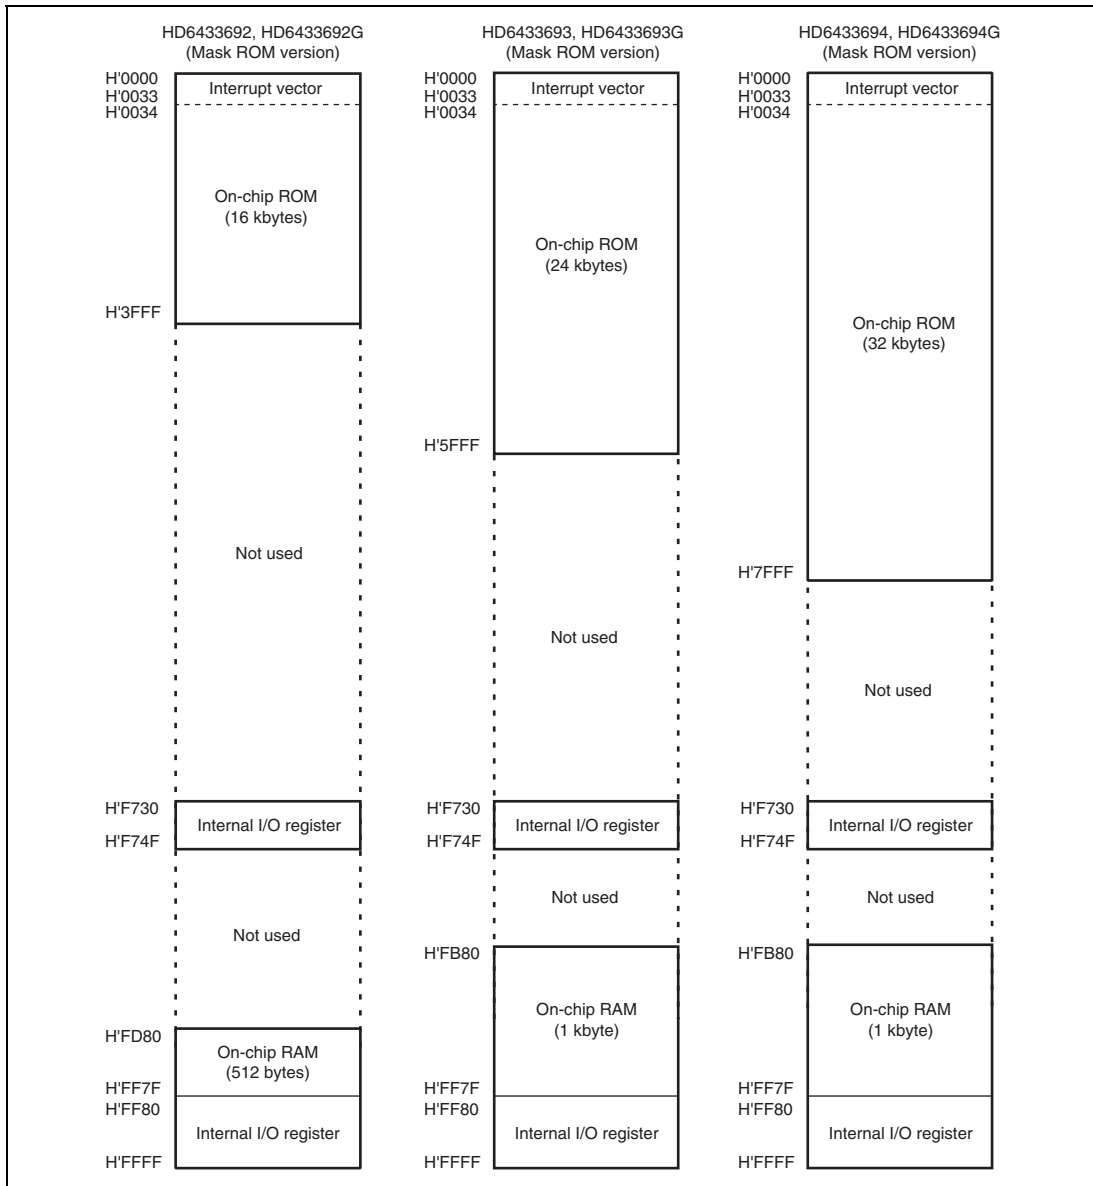 HD6433692, HD6433692G
(Mask ROM version)
H'0000
H'0033
H'0034
Interrupt vector
On-chip ROM
(16 kbytes)
H'3FFF
Not used
H'F730
Internal I/O register
H'F74F
Not used
H'FD80
On-chip RAM
(512 bytes)
H'FF7F
H'FF80
Internal I/O register
H'FFFF
HD6433693, HD6433693G
(Mask ROM version)
H'0000
H'0033
H'0034
Interrupt vector
On-chip ROM
(24 kbytes)
H'5FFF
Not used
H'F730
Internal I/O register
H'F74F
Not used
H'FB80
On-chip RAM
(1 kbyte)
H'FF7F
H'FF80
Internal I/O register
H'FFFF
HD6433694, HD6433694G
(Mask ROM version)
H'0000
H'0033
H'0034
Interrupt vector
On-chip ROM
(32 kbytes)
H'7FFF
Not used
H'F730
Internal I/O register
H'F74F
Not used
H'FB80
On-chip RAM
(1 kbyte)
H'FF7F
H'FF80
Internal I/O register
H'FFFF